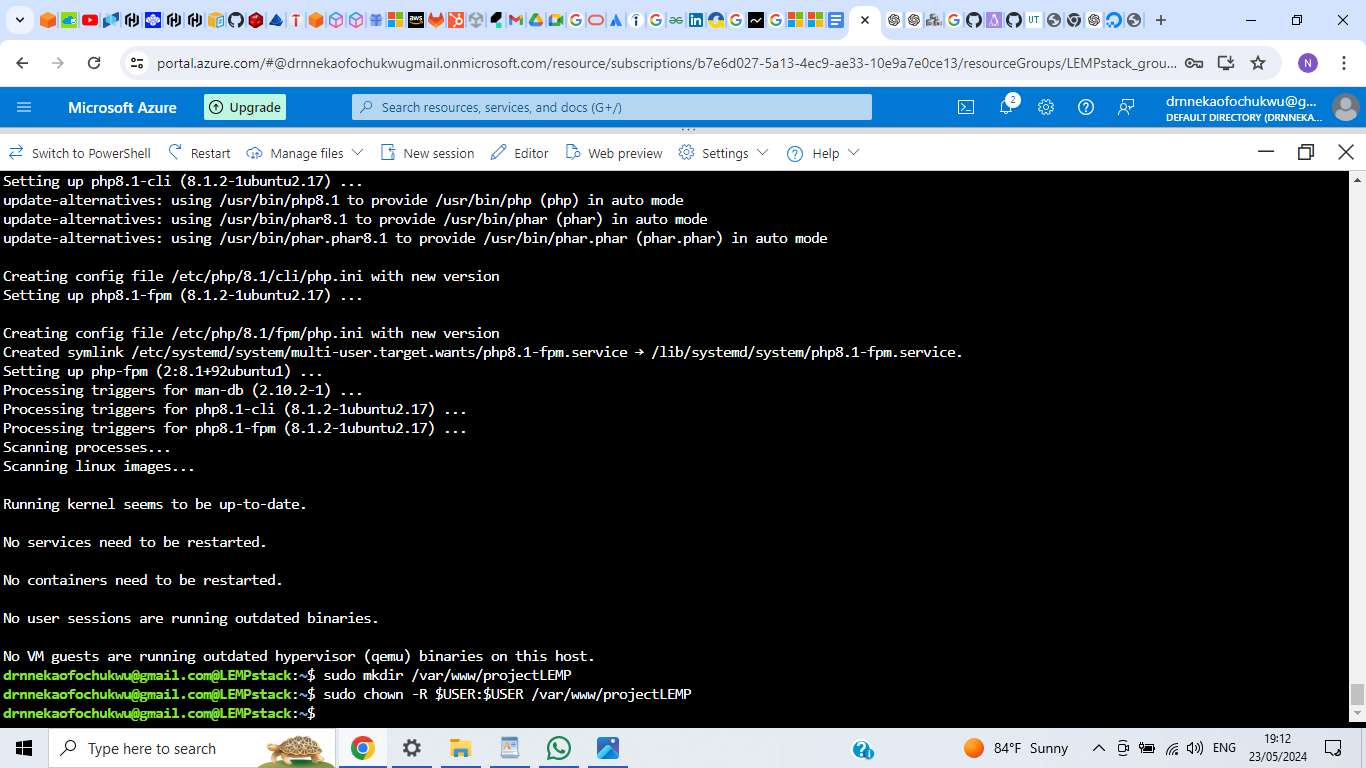 portal.azure.com/#@drnnekaofochukwugmail.onmicrosoft.com/resource/subscriptions/b7e6d027-5a13-4ec9-ae33-10e9a7e0ce13/resourceGroups/LEMPstack_grou...
N
Microsoft Azure
Upgrade
Search resources, services, and docs (G+/)
2
drnnekaofochukwu@g...
DEFAULT DIRECTORY (DRNNEKA...
Switch to PowerShell Restart Manage files New session Editor Web preview Settings Help
Setting up php8.1-cli (8.1.2-1ubuntu2.17) ...
update-alternatives: using /usr/bin/php8.1 to provide /usr/bin/php (php) in auto mode
update-alternatives: using /usr/bin/phar8.1 to provide /usr/bin/phar (phar) in auto mode
update-alternatives: using /usr/bin/phar.phar8.1 to provide /usr/bin/phar.phar (phar.phar) in auto mode
Creating config file /etc/php/8.1/cli/php.ini with new version
Setting up php8.1-fpm (8.1.2-1ubuntu2.17) ...
Creating config file /etc/php/8.1/fpm/php.ini with new version
Created symlink /etc/systemd/system/multi-user.target.wants/php8.1-fpm.service → /lib/systemd/system/php8.1-fpm.service.
Setting up php-fpm (2:8.1+92ubuntu1) ...
Processing triggers for man-db (2.10.2-1) ...
Processing triggers for php8.1-cli (8.1.2-1ubuntu2.17) ...
Processing triggers for php8.1-fpm (8.1.2-1ubuntu2.17) ...
Scanning processes...
Scanning linux images...
Running kernel seems to be up-to-date.
No services need to be restarted.
No containers need to be restarted.
No user sessions are running outdated binaries.
No VM guests are running outdated hypervisor (qemu) binaries on this host.
drnnekaofochukwu@gmail.com@LEMPstack:~$ sudo mkdir /var/www/projectLEMP
drnnekaofochukwu@gmail.com@LEMPstack:~$ sudo chown -R $USER:$USER /var/www/projectLEMP
drnnekaofochukwu@gmail.com@LEMPstack:~$
Type here to search
84°F Sunny
ENG
19:12
23/05/2024